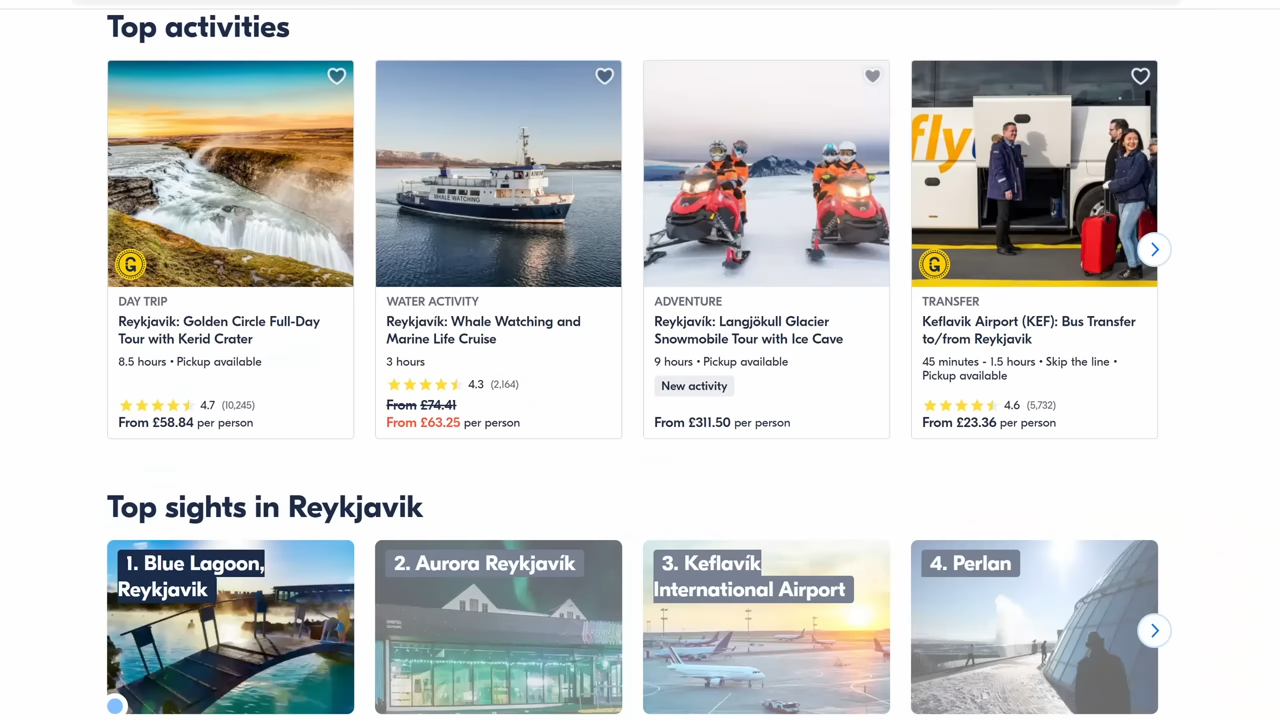 Top activities
fly
WHALE WATCHING
G
G
DAY TRIP
Reykjavik: Golden Circle Full-Day
Tour with Kerid Crater
8.5 hours • Pickup available
4.7 (10,245)
From £58.84 per person
WATER ACTIVITY
Reykjavík: Whale Watching and
Marine Life Cruise
3 hours
4.3 (2,164)
From £74.41
From £63.25 per person
ADVENTURE
Reykjavík: Langjökull Glacier
Snowmobile Tour with Ice Cave
9 hours • Pickup available
New activity
From £311.50 per person
TRANSFER
Keflavik Airport (KEF): Bus Transfer
to/from Reykjavik
45 minutes - 1.5 hours • Skip the line •
Pickup available
4.6 (5,732)
From £23.36 per person
Top sights in Reykjavik
1. Blue Lagoon,
Reykjavik
2. Aurora Reykjavík
3. Keflavík
International Airport
4. Perlan